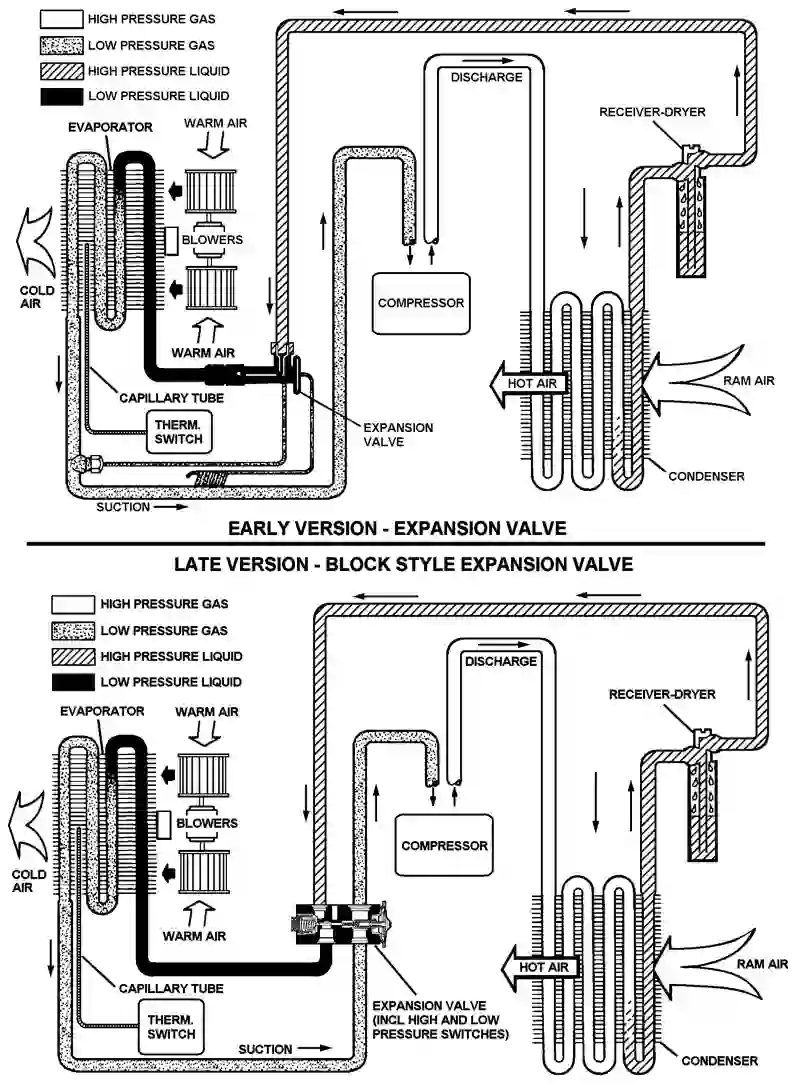 HIGH PRESSURE GAS
LOW PRESSURE GAS
HIGH PRESSURE LIQUID
LOW PRESSURE LIQUID
EVAPORATOR
WARM AIR
DISCHARGE
RECEIVER-DRYER
BLOWERS
COLD
AIR
COMPRESSOR
WARM AIR
HOT AIR
RAM AIR
CAPILLARY TUBE
THERM.
SWITCH
EXPANSION
VALVE
CONDENSER
SUCTION
EARLY VERSION - EXPANSION VALVE
LATE VERSION - BLOCK STYLE EXPANSION VALVE
HIGH PRESSURE GAS
LOW PRESSURE GAS
HIGH PRESSURE LIQUID
LOW PRESSURE LIQUID
EVAPORATOR
WARM AIR
DISCHARGE
RECEIVER-DRYER
BLOWERS
COLD
AIR
COMPRESSOR
WARM AIR
HOT AIR
RAM AIR
CAPILLARY TUBE
THERM.
SWITCH
EXPANSION VALVE
(INCL HIGH AND LOW
PRESSURE SWITCHES)
SUCTION
CONDENSER